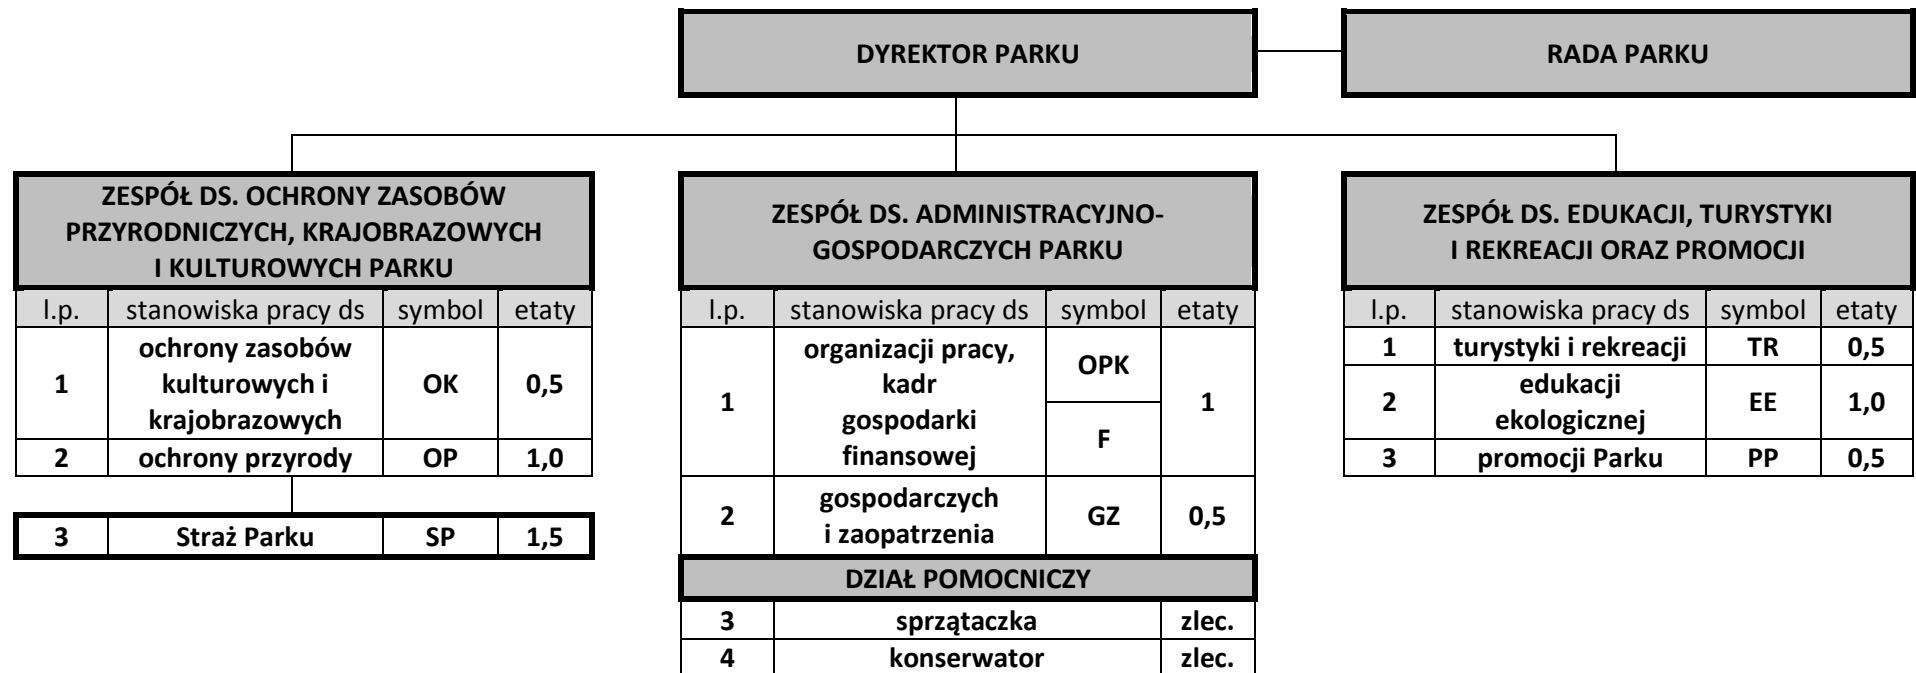 DYREKTOR PARKU
RADA PARKU
ZESPÓŁ DS. OCHRONY ZASOBÓW
PRZYRODNICZYCH, KRAJOBRAZOWYCH
I KULTUROWYCH PARKU
l.p. stanowiska pracy ds symbol etaty
1 ochrony zasobów
kulturowych i
krajobrazowych OK 0,5
2 ochrony przyrody OP 1,0
3 Straż Parku SP 1,5
ZESPÓŁ DS. ADMINISTRACYJNO-
GOSPODARCZYCH PARKU
l.p. stanowiska pracy ds symbol etaty
1 organizacji pracy,
kadr OPK
gospodarki
finansowej F 1
2 gospodarczych
i zaopatrzenia GZ 0,5
DZIAŁ POMOCNICZY
3 sprzątaczka zlec.
4 konserwator zlec.
ZESPÓŁ DS. EDUKACJI, TURYSTYKI
I REKREACJI ORAZ PROMOCJI
l.p. stanowiska pracy ds symbol etaty
1 turystyki i rekreacji TR 0,5
2 edukacji
ekologicznej EE 1,0
3 promocji Parku PP 0,5